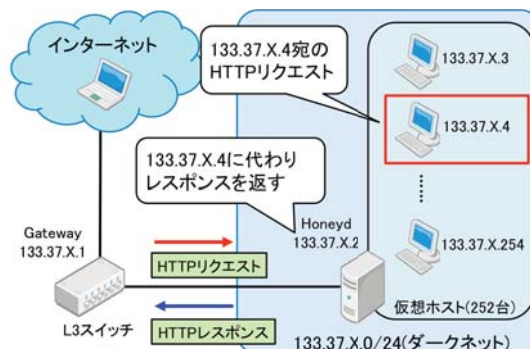 インターネット
133.37.X.4宛の
HTTPリクエスト
133.37.X.3
133.37.X.4
133.37.X.4に代わり
レスポンスを返す
Gateway
133.37.X.1
Honeyd
133.37.X.2
133.37.X.254
HTTPリクエスト
L3スイッチ
HTTPレスポンス
仮想ホスト(252台)
133.37.X.0/24(ダークネット)